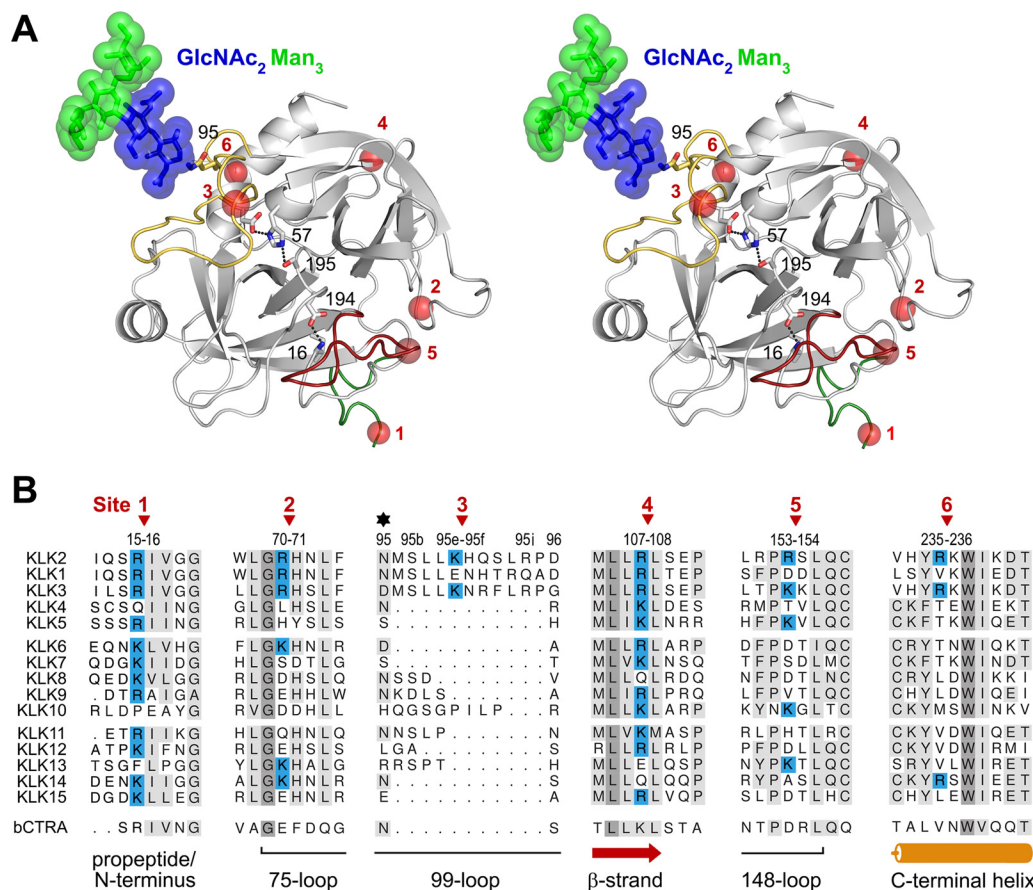 A
GlcNAc2 Man3 GlcNAc2 Man3
95 6 4 95 6 4
3 3
57 57
195 195
2 2
194 194
16 5 16 5
1 1
B
Site 1 2 3 4 5 6
15-16 70-71 95 95b 95e-95f 95i 96 107-108 153-154 235-236
KLK2 IQSRIVGG WLGRHNLF NMSLLKHQSLRPD MLLRLSEP LRPRSLQC VHYRKWIKDT
KLK1 IQSRIVGG WLGRHNLF NMSLLENHTRQAD MLLRLTEP SFPDDLQC LSYVKWIEDT
KLK3 ILSRIVGG LLGRHSLF DMSLLKNRFLRPG MLLRLSEP LTPKKLQC VHYRKWIKDT
KLK4 SCSQIING GLGLHSLE N...........R MLIKLDES RMPTVLQC CKFTEWIEKT
KLK5 SSSRIING GLGHYSLS S...........H MLIKLNRR HFPKVLQC CKFTKWIQET
KLK6 EQNKLVHG FLGKHNLR D...........A MLLRLARP DFPDTIQC CRYTNWIQKT
KLK7 QDGKIIDG HLGSDTLG S...........T MLVKLNSQ TFPSDLMC CKFTKWINDT
KLK8 QEDKVLGG RLGDHSLQ NSSD........V MLLQLRDQ NFPDTLNC CRYLDWIKKI
KLK9 .DTRAIGA RLGEHHLW NKDLS.......A MLIRLPRQ LFPVTLQC CHYLDWIQEI
KLK10 RLDPEAYG RVGDDHLL HQGSGPILP...R MLLKLARP KYNKGLTC CKYMSWINKV
KLK11 .ETRIIKG HLGQHNLQ NNSLP.......N MLVKMASP RLPHTLRC CKYVDWIQET
KLK12 ATPKIFNG RLGEHSLS LGA.........S RLLRLRLP PFPDLLQC CKYVDWIRMI
KLK13 TSGFLPGG YLGKHALG RRSPT.......H MLLELQSP NYPKTLQC SRYVLWIRET
KLK14 DENKIIGG ALGKHNLR N...........S MLLQLQQP RYPASLQC CKYRSWIEET
KLK15 DGDKLLEG RLGEHNLR E...........A MLLRLVQP SLPDTLHC CHYLEWIRET
bCTRA ..SRIVNG VAGEFDQG N...........S TLLKLSTA NTPDRLQQ TALVNWVQQT
propeptide/
N-terminus 75-loop 99-loop β-strand 148-loop C-terminal helix